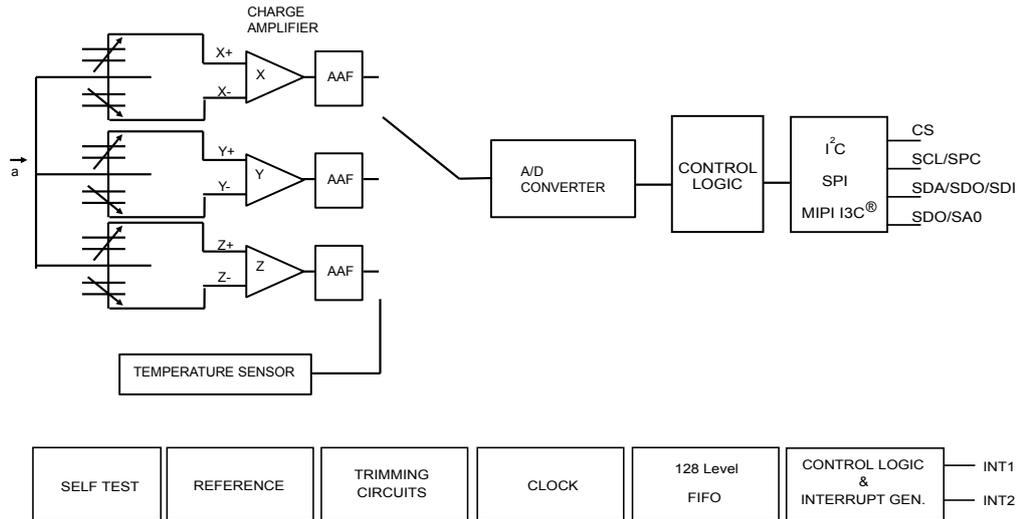 CHARGE
AMPLIFIER
X+
X
X-
AAF
a
Y+
Y
Y-
AAF
Z+
Z
Z-
AAF
TEMPERATURE SENSOR
A/D
CONVERTER
CONTROL
LOGIC
I²C
SPI
MIPI I3C®
CS
SCL/SPC
SDA/SDO/SDI
SDO/SA0
SELF TEST
REFERENCE
TRIMMING
CIRCUITS
CLOCK
128 Level
FIFO
CONTROL LOGIC
&
INTERRUPT GEN.
INT1
INT2